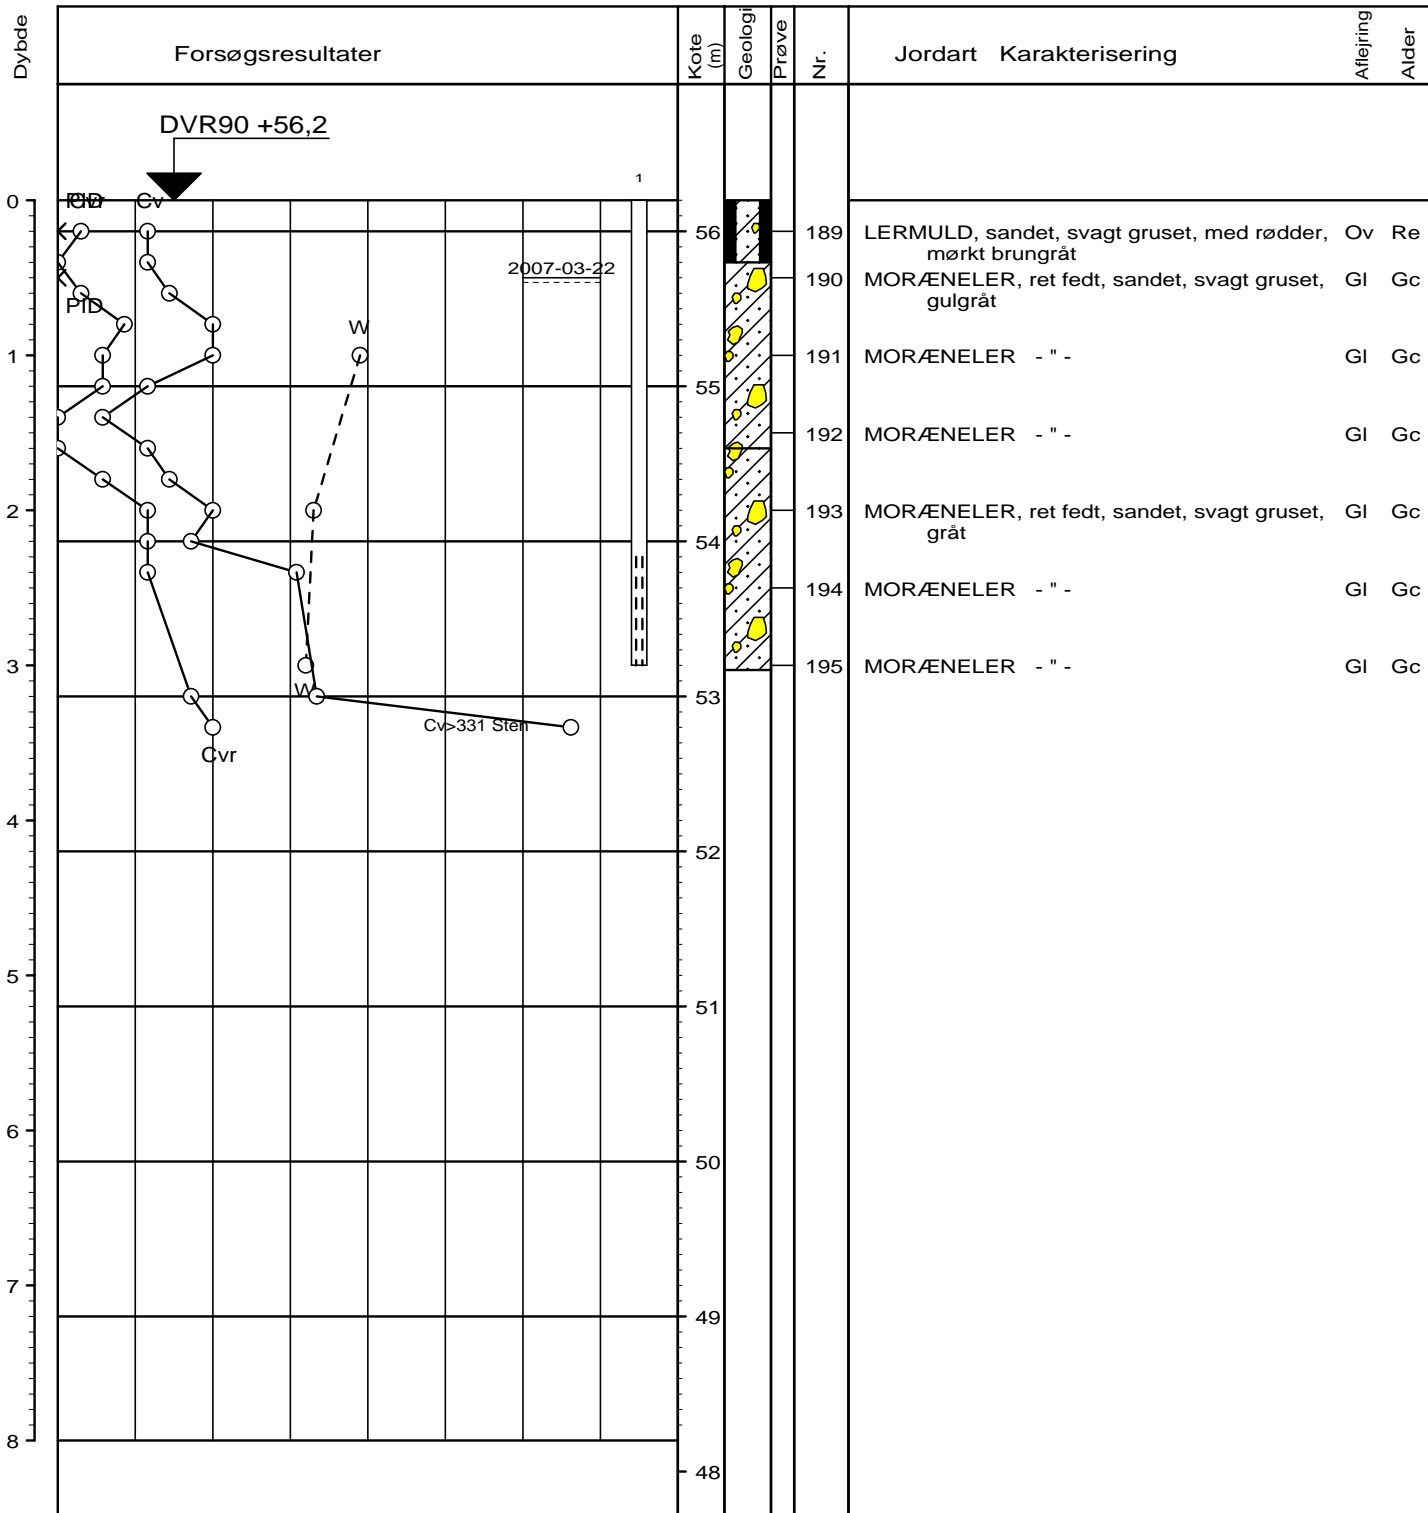 Dybde
Forsøgsresultater
Kote
(m)
Geologi
Prøve
Nr.
Jordart Karakterisering
Aflejring
Alder
DVR90 +56,2
1
0
PID
Cvr
Cv
56
189 LERMULD, sandet, svagt gruset, med rødder, Ov Re
mørkt brungråt
2007-03-22
190 MORÆNELER, ret fedt, sandet, svagt gruset, Gl Gc
gulgråt
PID
W
1
191 MORÆNELER - " - Gl Gc
55
192 MORÆNELER - " - Gl Gc
2
193 MORÆNELER, ret fedt, sandet, svagt gruset, Gl Gc
gråt
54
194 MORÆNELER - " - Gl Gc
3
195 MORÆNELER - " - Gl Gc
W
53
Cv>331 Sten
Cvr
4
52
5
51
6
50
7
49
8
48